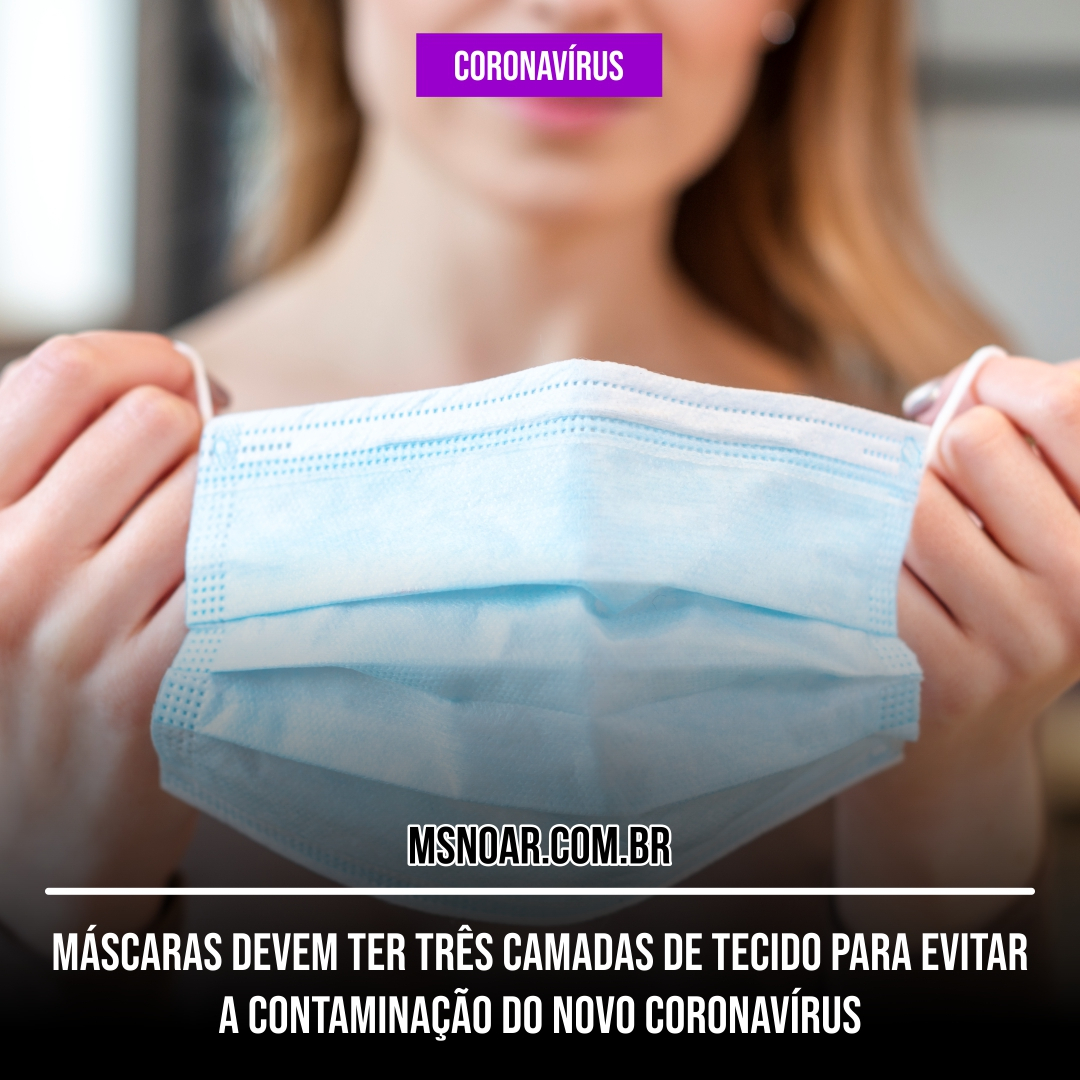 CORONAVÍRUS
MSNOAR.COM.BR
MÁSCARAS DEVEM TER TRÊS CAMADAS DE TECIDO PARA EVITAR
A CONTAMINAÇÃO DO NOVO CORONAVÍRUS